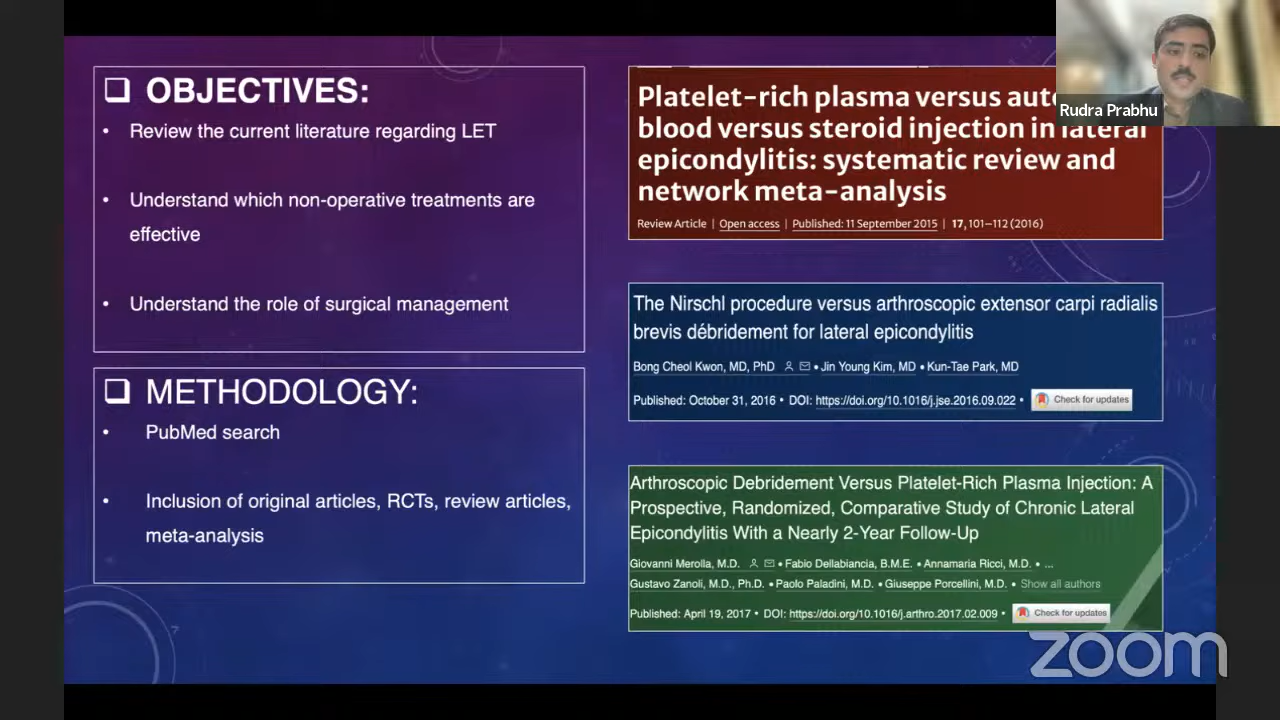 OBJECTIVES:
• Review the current literature regarding LET
• Understand which non-operative treatments are
effective
• Understand the role of surgical management
METHODOLOGY:
• PubMed search
• Inclusion of original articles, RCTs, review articles,
meta-analysis
7
Platelet-rich plasma versus
blood versus steroid injection in lateral
epicondylitis: systematic review and
network meta-analysis
Review Article | Open access | Published: 11 September 2015 | 17, 101–112 (2016)
The Nirschl procedure versus arthroscopic extensor carpi radialis
brevis débridement for lateral epicondylitis
Bong Cheol Kwon, MD, PhD • Jin Young Kim, MD • Kun-Tae Park, MD
Published: October 31, 2016 • DOI: https://doi.org/10.1016/j.jse.2016.09.022 • Check for updates
Arthroscopic Debridement Versus Platelet-Rich Plasma Injection: A
Prospective, Randomized, Comparative Study of Chronic Lateral
Epicondylitis With a Nearly 2-Year Follow-Up
Giovanni Merolla, M.D. • Fabio Dellabiancia, B.M.E. • Annamaria Ricci, M.D. • ...
Gustavo Zanoli, M.D., Ph.D. • Paolo Paladini, M.D. • Giuseppe Porcellini, M.D. • Show all authors
Published: April 19, 2017 • DOI: https://doi.org/10.1016/j.arthro.2017.02.009 • Check for updates
Rudra Prabhu
zoom